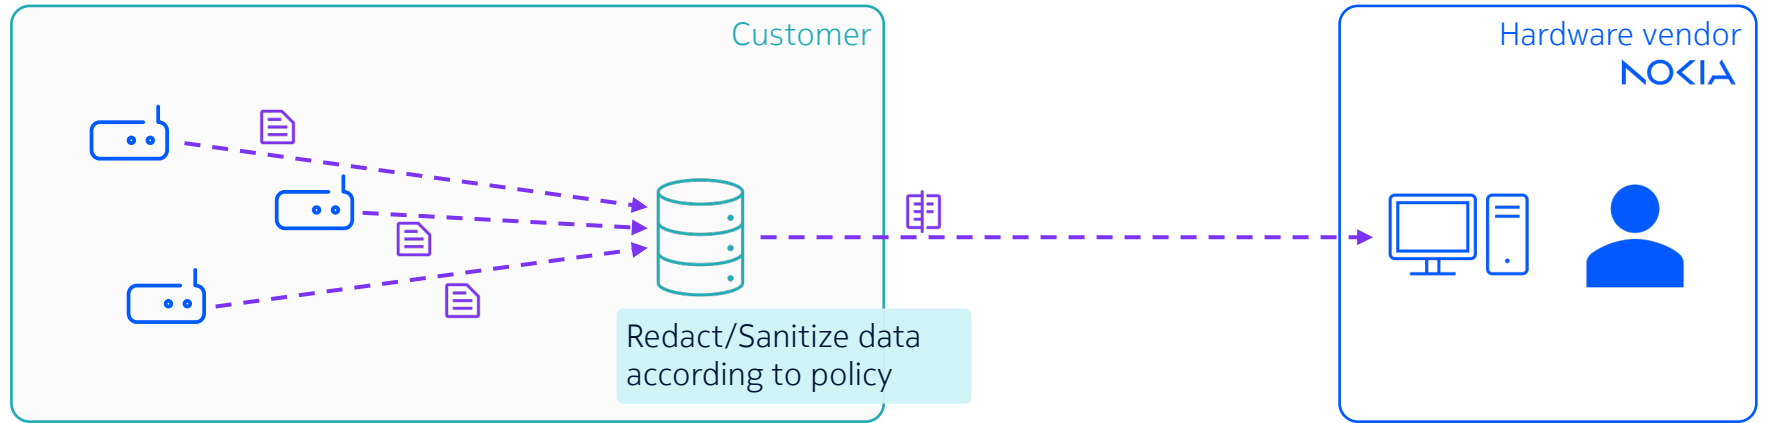 Customer
Hardware vendor
NOKIA
Redact/Sanitize data
according to policy